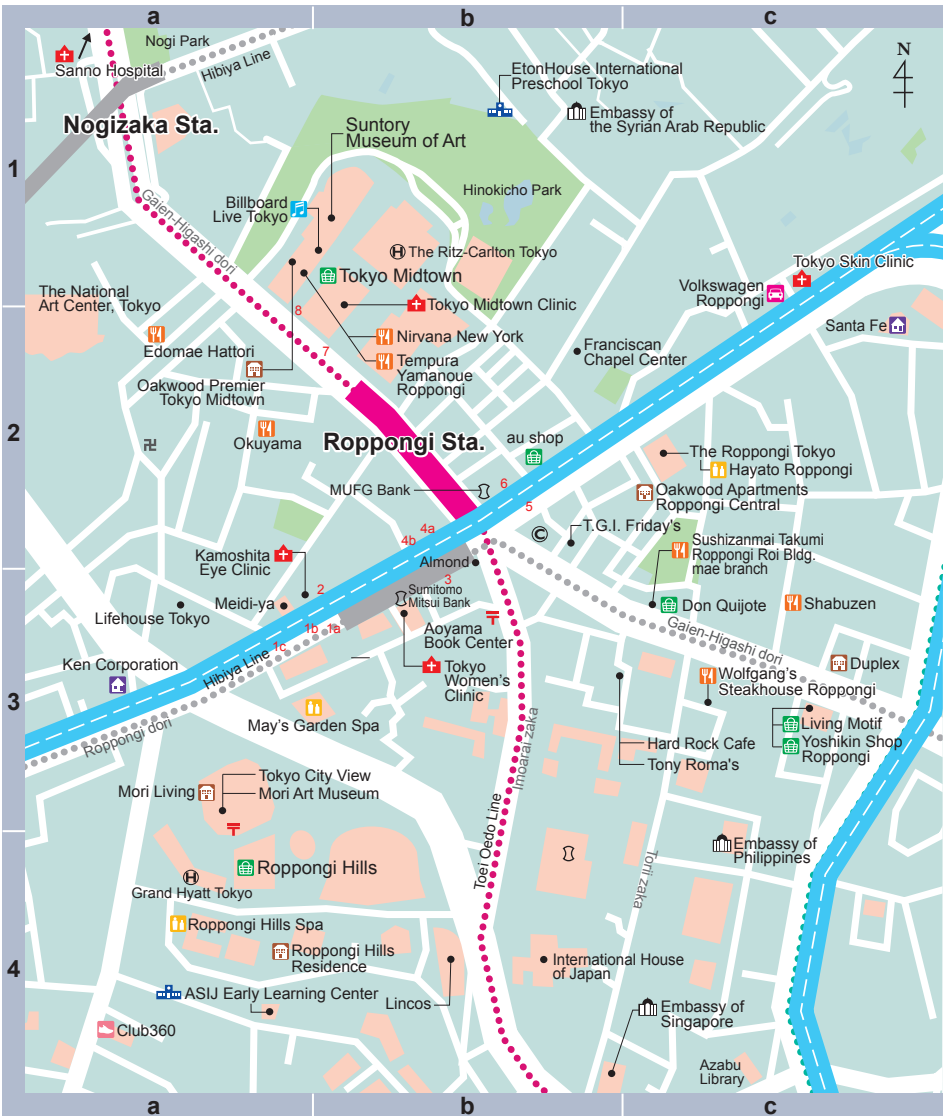 a
b
c
Nogi Park
Hibiya Line
N
Sanno Hospital
EtonHouse International
Preschool Tokyo
Embassy of
the Syrian Arab Republic
Nogizaka Sta.
Suntory
Museum of Art
1
Hinokicho Park
Gaien-Higashi dori
Billboard
Live Tokyo
H
The Ritz-Carlton Tokyo
Tokyo Skin Clinic
Tokyo Midtown
Volkswagen
Roppongi
The National
Art Center, Tokyo
Tokyo Midtown Clinic
8
Santa Fe
Edomae Hattori
Nirvana New York
Franciscan
Chapel Center
7
Tempura
Yamanoue
Roppongi
Oakwood Premier
Tokyo Midtown
2
Okuyama
卍
Roppongi Sta.
au shop
The Roppongi Tokyo
Hayato Roppongi
MUFG Bank
6
5
Oakwood Apartments
Roppongi Central
4a
4b
©
T.G.I. Friday's
Sushizanmai Takumi
Roppongi Roi Bldg.
mae branch
Kamoshita
Eye Clinic
Almond
3
2
Sumitomo
Mitsui Bank
Lifehouse Tokyo
Meidi-ya
Don Quijote
Shabuzen
1b
1a
1c
〒
Aoyama
Book Center
Gaien-Higashi dori
Ken Corporation
Hibiya Line
Tokyo
Women's
Clinic
Duplex
Wolfgang's
Steakhouse Roppongi
3
May's Garden Spa
Roppongi dori
Imoarai zaka
Living Motif
Yoshikin Shop
Roppongi
Hard Rock Cafe
Tony Roma's
Tokyo City View
Mori Art Museum
Mori Living
〒
Toei Oedo Line
Torii zaka
Embassy of
Philippines
Roppongi Hills
H
Grand Hyatt Tokyo
Roppongi Hills Spa
4
Roppongi Hills
Residence
International House
of Japan
ASIJ Early Learning Center
Lincos
Embassy of
Singapore
Club360
Azabu
Library
a
b
c